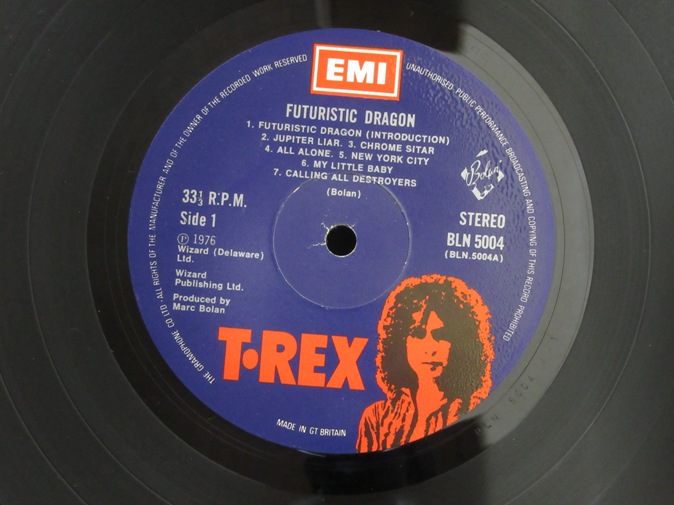 EMI
THE GRAMOPHONE CO LTD · ALL RIGHTS OF THE MANUFACTURER AND OF THE OWNER OF THE RECORDED WORK RESERVED
UNAUTHORISED PUBLIC PERFORMANCE BROADCASTING AND COPYING OF THIS RECORD PROHIBITED
FUTURISTIC DRAGON
1. FUTURISTIC DRAGON (INTRODUCTION)
2. JUPITER LIAR. 3. CHROME SITAR
4. ALL ALONE. 5. NEW YORK CITY
6. MY LITTLE BABY
7. CALLING ALL DESTROYERS
(Bolan)
Bolan
33⅓ R.P.M.
Side 1
Ⓟ 1976
Wizard (Delaware)
Ltd.
Wizard
Publishing Ltd.
Produced by
Marc Bolan
STEREO
BLN 5004
(BLN.5004A)
T·REX
MADE IN GT BRITAIN
BLN 5004